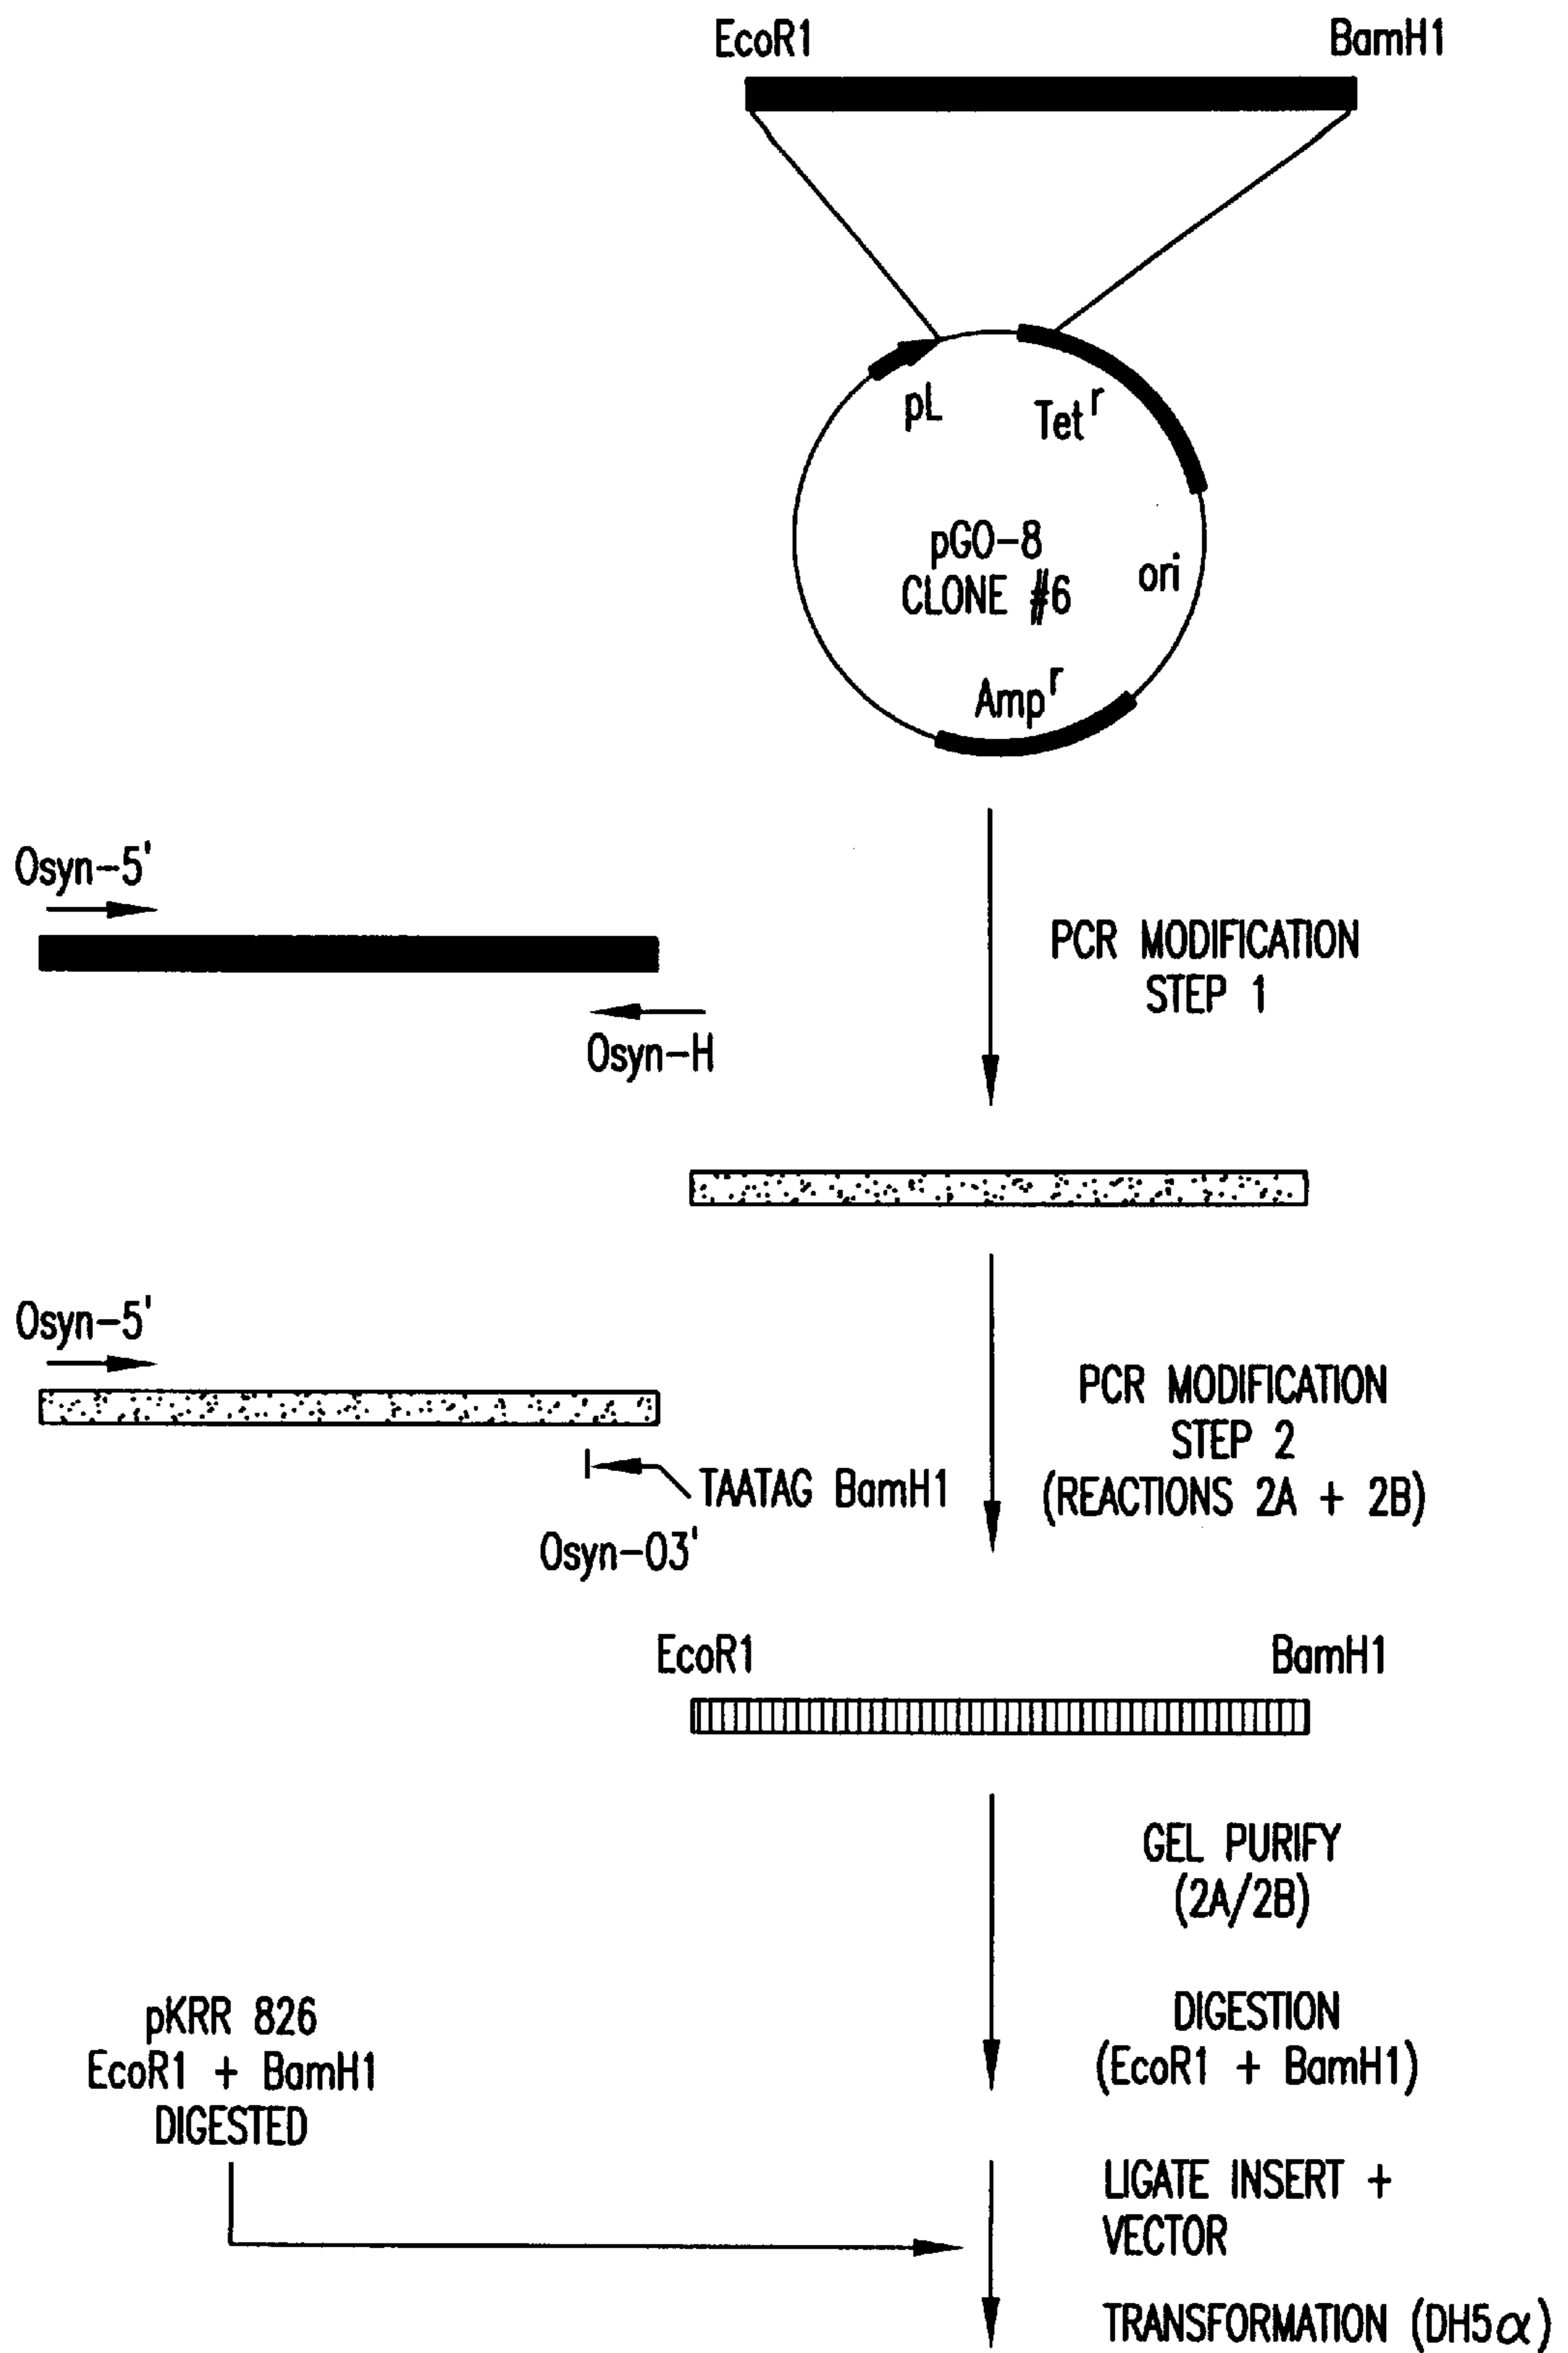 EcoR1
BamH1
pL
Tet^r
pGO-8
CLONE #6
ori
Amp^r
Osyn-5'
Osyn-H
PCR MODIFICATION
STEP 1
Osyn-5'
TAATAG BamH1
Osyn-O3'
PCR MODIFICATION
STEP 2
(REACTIONS 2A + 2B)
EcoR1
BamH1
GEL PURIFY
(2A/2B)
DIGESTION
(EcoR1 + BamH1)
pKRR 826
EcoR1 + BamH1
DIGESTED
LIGATE INSERT +
VECTOR
TRANSFORMATION (DH5α)